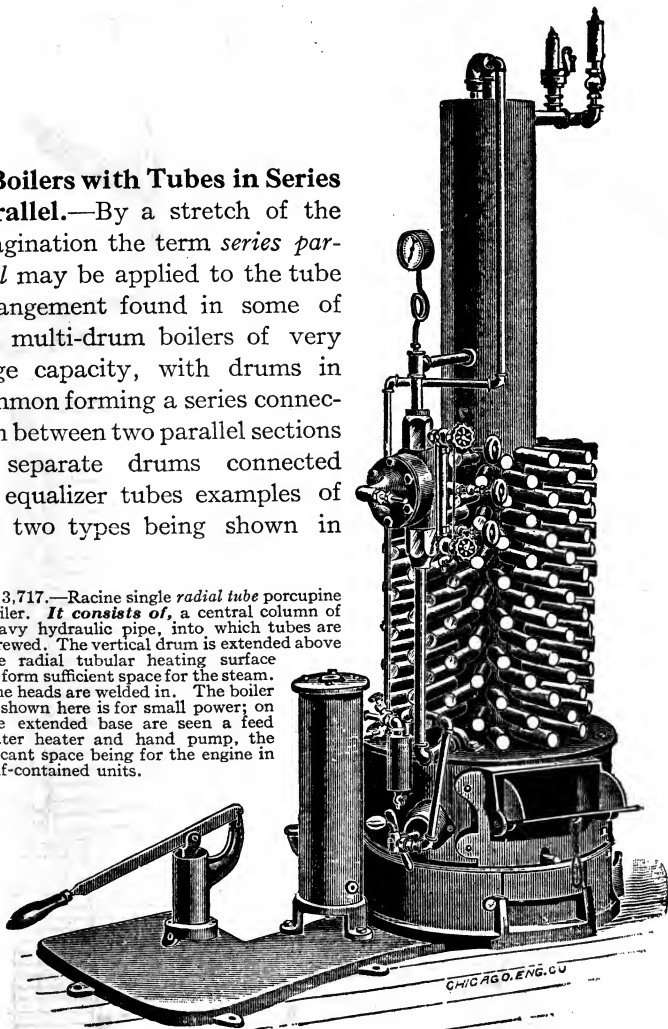 Boilers with Tubes in Series
rallel.—By a stretch of the
agination the term series par-
l may be applied to the tube
angement found in some of
multi-drum boilers of very
ge capacity, with drums in
mmon forming a series connec-
n between two parallel sections
separate drums connected
equalizer tubes examples of
two types being shown in
3,717.—Racine single radial tube porcupine
iler. It consists of, a central column of
avy hydraulic pipe, into which tubes are
rewed. The vertical drum is extended above
e radial tubular heating surface
form sufficient space for the steam.
he heads are welded in. The boiler
shown here is for small power; on
e extended base are seen a feed
ater heater and hand pump, the
cant space being for the engine in
lf-contained units.
CHICAGO.ENG.CO